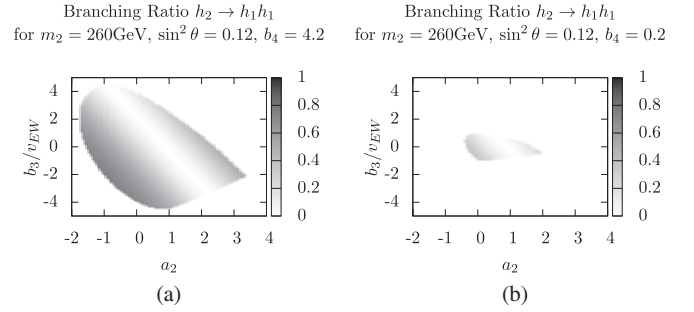 Branching Ratio h₂ → h₁h₁
for m₂ = 260GeV, sin² θ = 0.12, b₄ = 4.2
4
2
0
-2
-4
b₃/v_EW
-2 -1 0 1 2 3 4
a₂
1
0.8
0.6
0.4
0.2
0
(a)
Branching Ratio h₂ → h₁h₁
for m₂ = 260GeV, sin² θ = 0.12, b₄ = 0.2
4
2
0
-2
-4
b₃/v_EW
-2 -1 0 1 2 3 4
a₂
1
0.8
0.6
0.4
0.2
0
(b)